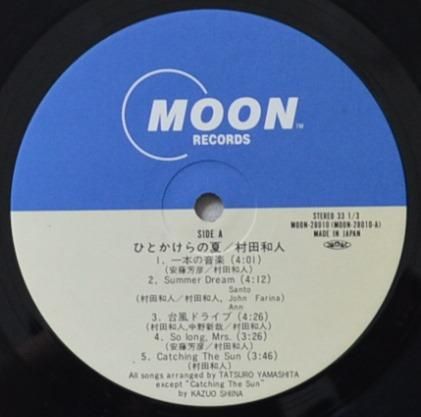 MOON™
RECORDS
STEREO 33 1/3
MOON-28010 (MOON-28010-A)
MADE IN JAPAN
SIDE A
ひとかけらの夏/村田和人
1. 一本の音楽 (4:01)
(安藤芳彦/村田和人)
2. Summer Dream (4:12)
Santo
(村田和人/村田和人, John Farina)
Ann
3. 台風ドライブ (3:26)
(村田和人,中野新哉/村田和人)
4. So long, Mrs. (3:26)
(安藤芳彦/村田和人)
5. Catching The Sun (3:46)
(村田和人)
All songs arranged by TATSURO YAMASHITA
except "Catching The Sun"
by KAZUO SHIINA